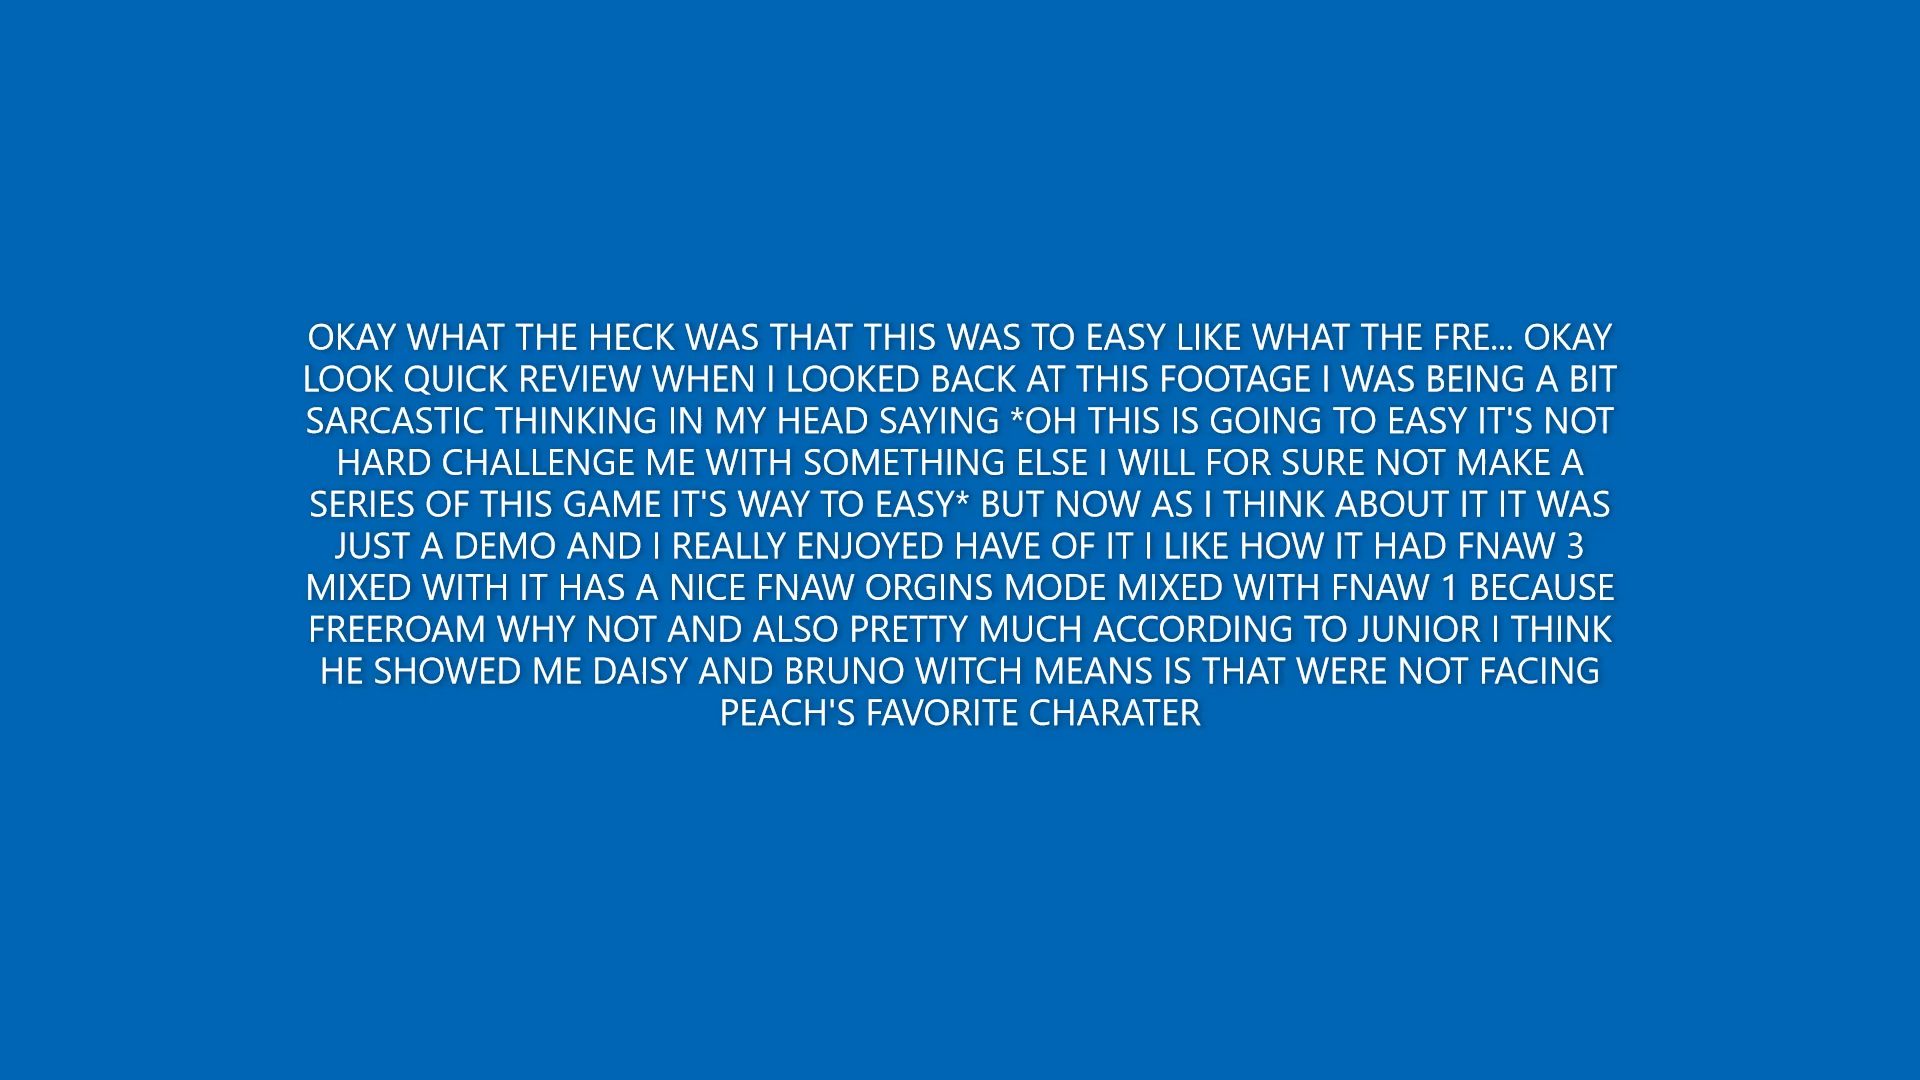 OKAY WHAT THE HECK WAS THAT THIS WAS TO EASY LIKE WHAT THE FRE... OKAY
LOOK QUICK REVIEW WHEN I LOOKED BACK AT THIS FOOTAGE I WAS BEING A BIT
SARCASTIC THINKING IN MY HEAD SAYING *OH THIS IS GOING TO EASY IT'S NOT
HARD CHALLENGE ME WITH SOMETHING ELSE I WILL FOR SURE NOT MAKE A
SERIES OF THIS GAME IT'S WAY TO EASY* BUT NOW AS I THINK ABOUT IT IT WAS
JUST A DEMO AND I REALLY ENJOYED HAVE OF IT I LIKE HOW IT HAD FNAW 3
MIXED WITH IT HAS A NICE FNAW ORGINS MODE MIXED WITH FNAW 1 BECAUSE
FREEROAM WHY NOT AND ALSO PRETTY MUCH ACCORDING TO JUNIOR I THINK
HE SHOWED ME DAISY AND BRUNO WITCH MEANS IS THAT WERE NOT FACING
PEACH'S FAVORITE CHARATER